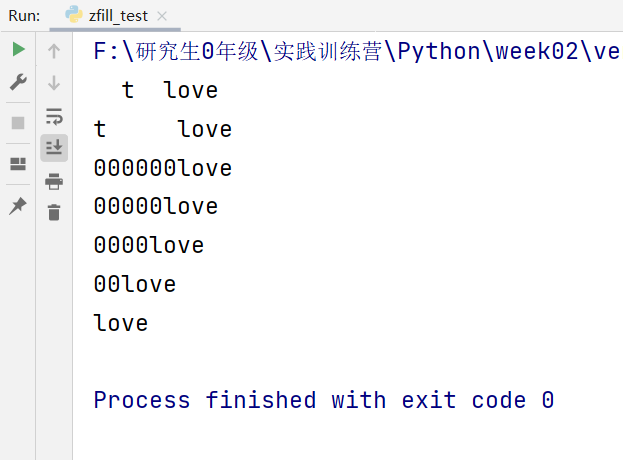 Run: zfill_test
F:\研究生0年级\实践训练营\Python\week02\ve
  t  love
t     love
000000love
00000love
0000love
00love
love
Process finished with exit code 0